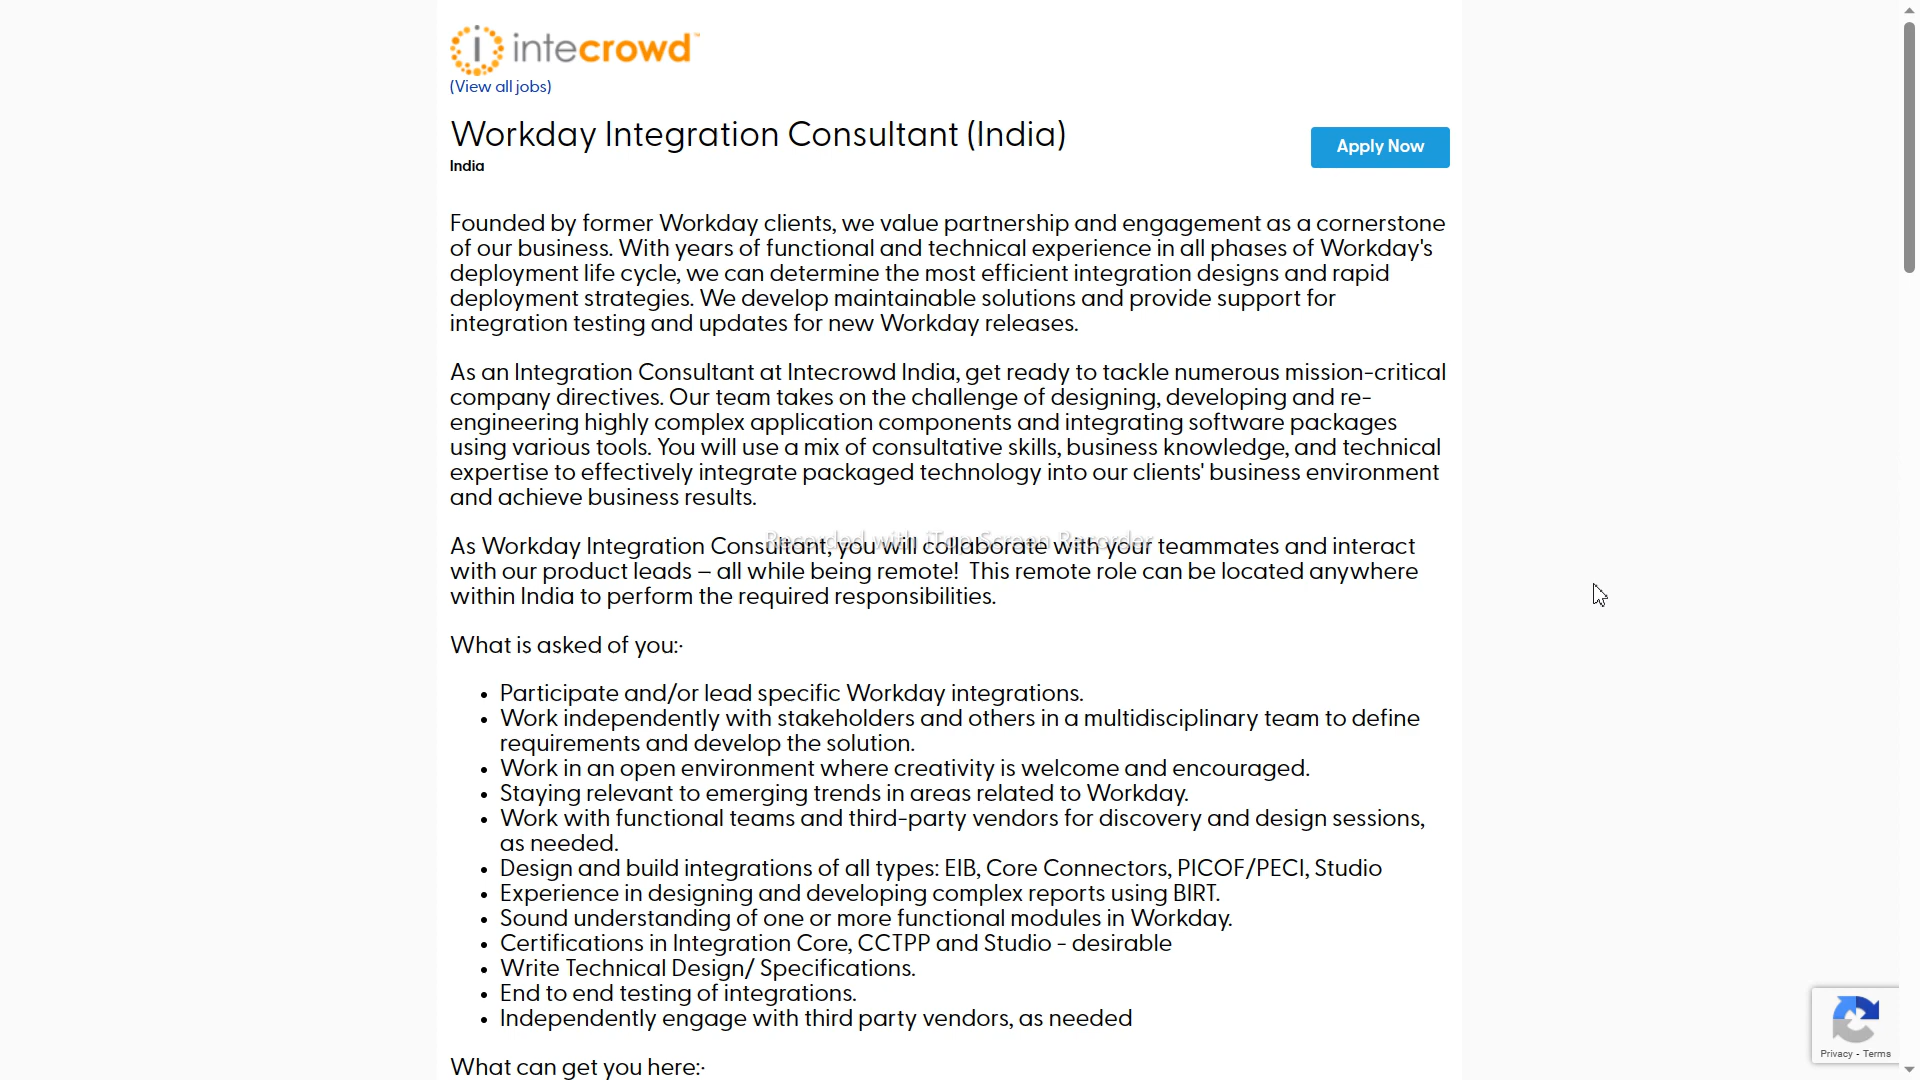 intecrowd™
(View all jobs)
Workday Integration Consultant (India)
Apply Now
India
Founded by former Workday clients, we value partnership and engagement as a cornerstone
of our business. With years of functional and technical experience in all phases of Workday's
deployment life cycle, we can determine the most efficient integration designs and rapid
deployment strategies. We develop maintainable solutions and provide support for
integration testing and updates for new Workday releases.
As an Integration Consultant at Intecrowd India, get ready to tackle numerous mission-critical
company directives. Our team takes on the challenge of designing, developing and re-
engineering highly complex application components and integrating software packages
using various tools. You will use a mix of consultative skills, business knowledge, and technical
expertise to effectively integrate packaged technology into our clients' business environment
and achieve business results.
Recorded with iTop Screen Recorder
As Workday Integration Consultant, you will collaborate with your teammates and interact
with our product leads – all while being remote!  This remote role can be located anywhere
within India to perform the required responsibilities.
What is asked of you:·
• Participate and/or lead specific Workday integrations.
• Work independently with stakeholders and others in a multidisciplinary team to define
requirements and develop the solution.
• Work in an open environment where creativity is welcome and encouraged.
• Staying relevant to emerging trends in areas related to Workday.
• Work with functional teams and third-party vendors for discovery and design sessions,
as needed.
• Design and build integrations of all types: EIB, Core Connectors, PICOF/PECI, Studio
• Experience in designing and developing complex reports using BIRT.
• Sound understanding of one or more functional modules in Workday.
• Certifications in Integration Core, CCTPP and Studio - desirable
• Write Technical Design/ Specifications.
• End to end testing of integrations.
• Independently engage with third party vendors, as needed
What can get you here:·
Privacy - Terms